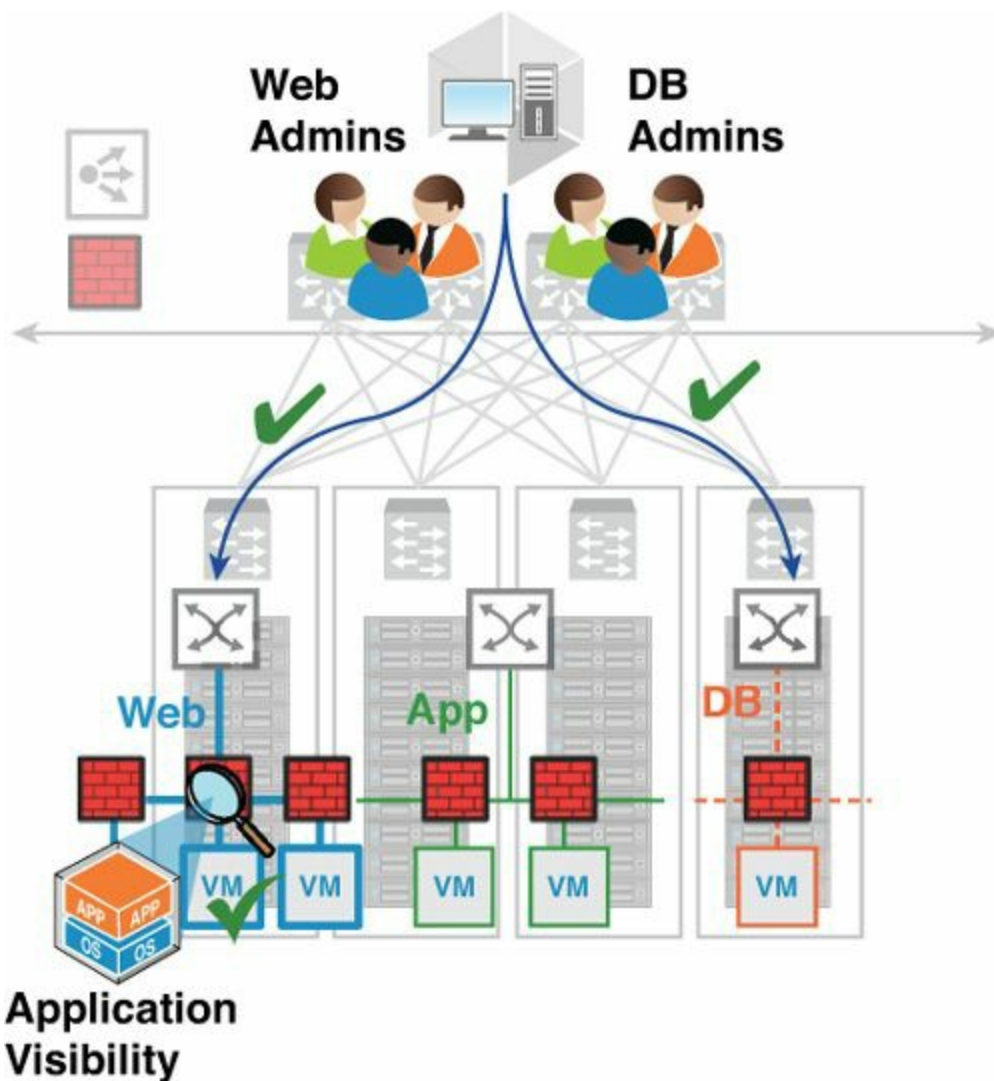 Web
Admins
DB
Admins
Web
App
DB
VM
VM
VM
VM
VM
APP
APP
OS
OS
Application
Visibility